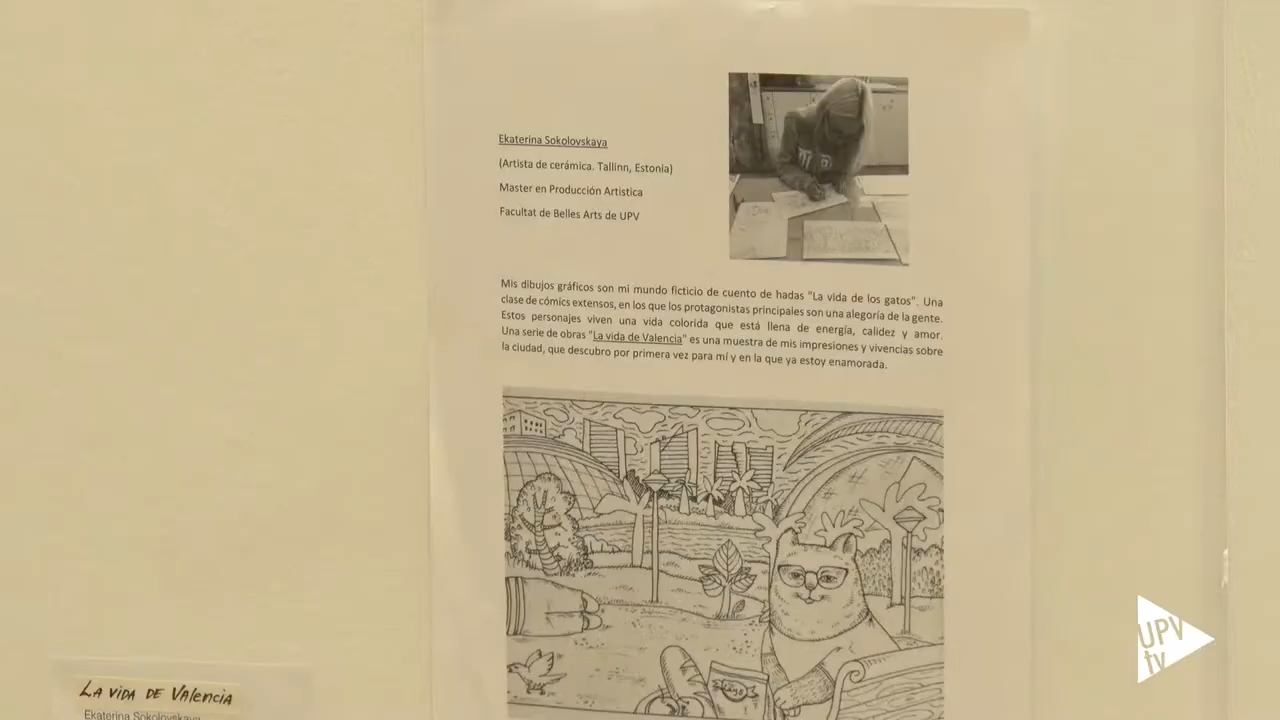 Ekaterina Sokolovskaya
(Artista de cerámica. Tallinn, Estonia)
Master en Producción Artistica
Facultat de Belles Arts de UPV
Mis dibujos gráficos son mi mundo ficticio de cuento de hadas "La vida de los gatos". Una
clase de cómics extensos, en los que los protagonistas principales son una alegoría de la gente.
Estos personajes viven una vida colorida que está llena de energía, calidez y amor.
Una serie de obras "La vida de Valencia" es una muestra de mis impresiones y vivencias sobre
la ciudad, que descubro por primera vez para mí y en la que ya estoy enamorada.
LA VIDA DE VALENCIA
Ekaterina Sokolovskaya
UPV
tv